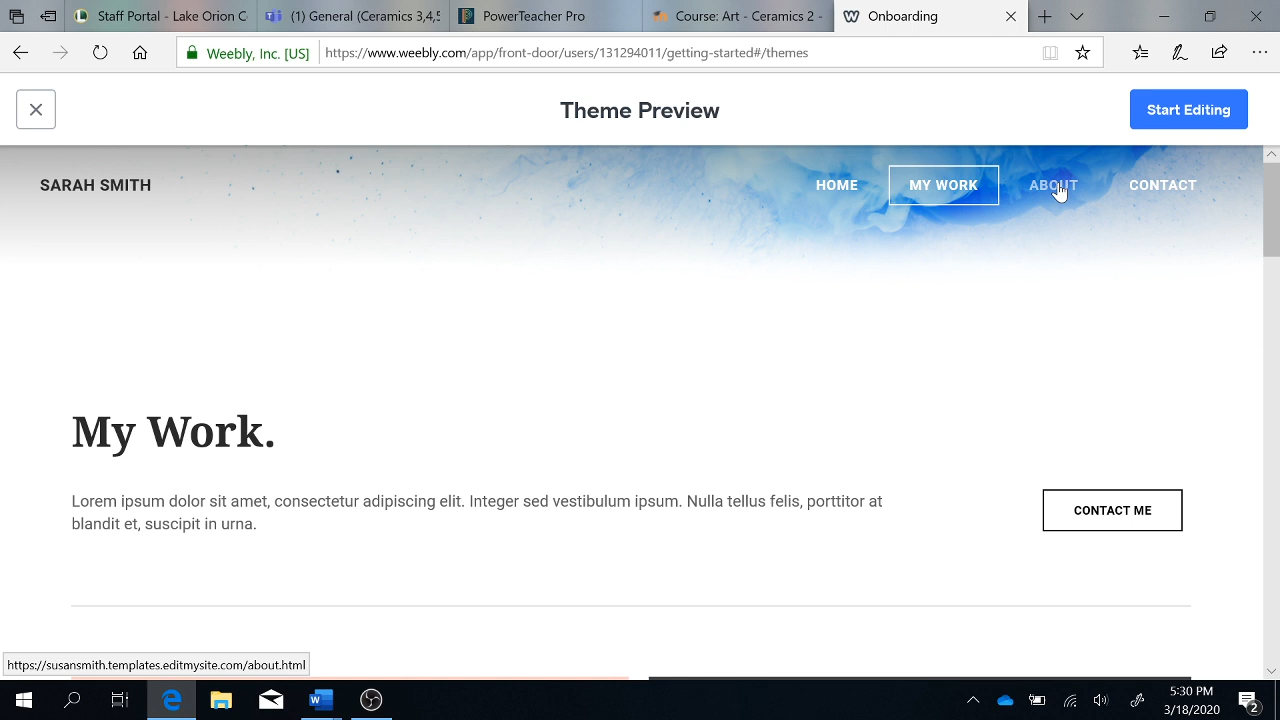 Staff Portal - Lake Wash C
(1) General (Ceramics 3,4,5
PowerTeacher Pro
Course: Art - Ceramics 2 -
Onboarding
Weebly, Inc. [US]
https://www.weebly.com/app/front-door/users/131294011/getting-started#/themes
Theme Preview
Start Editing
SARAH SMITH
HOME
MY WORK
ABOUT
CONTACT
My Work.
Lorem ipsum dolor sit amet, consectetur adipiscing elit. Integer sed vestibulum ipsum. Nulla tellus felis, porttitor at
blandit et, suscipit in urna.
CONTACT ME
https://susansmith.templates.editmysite.com/about.html
5:30 PM
3/18/2020
2